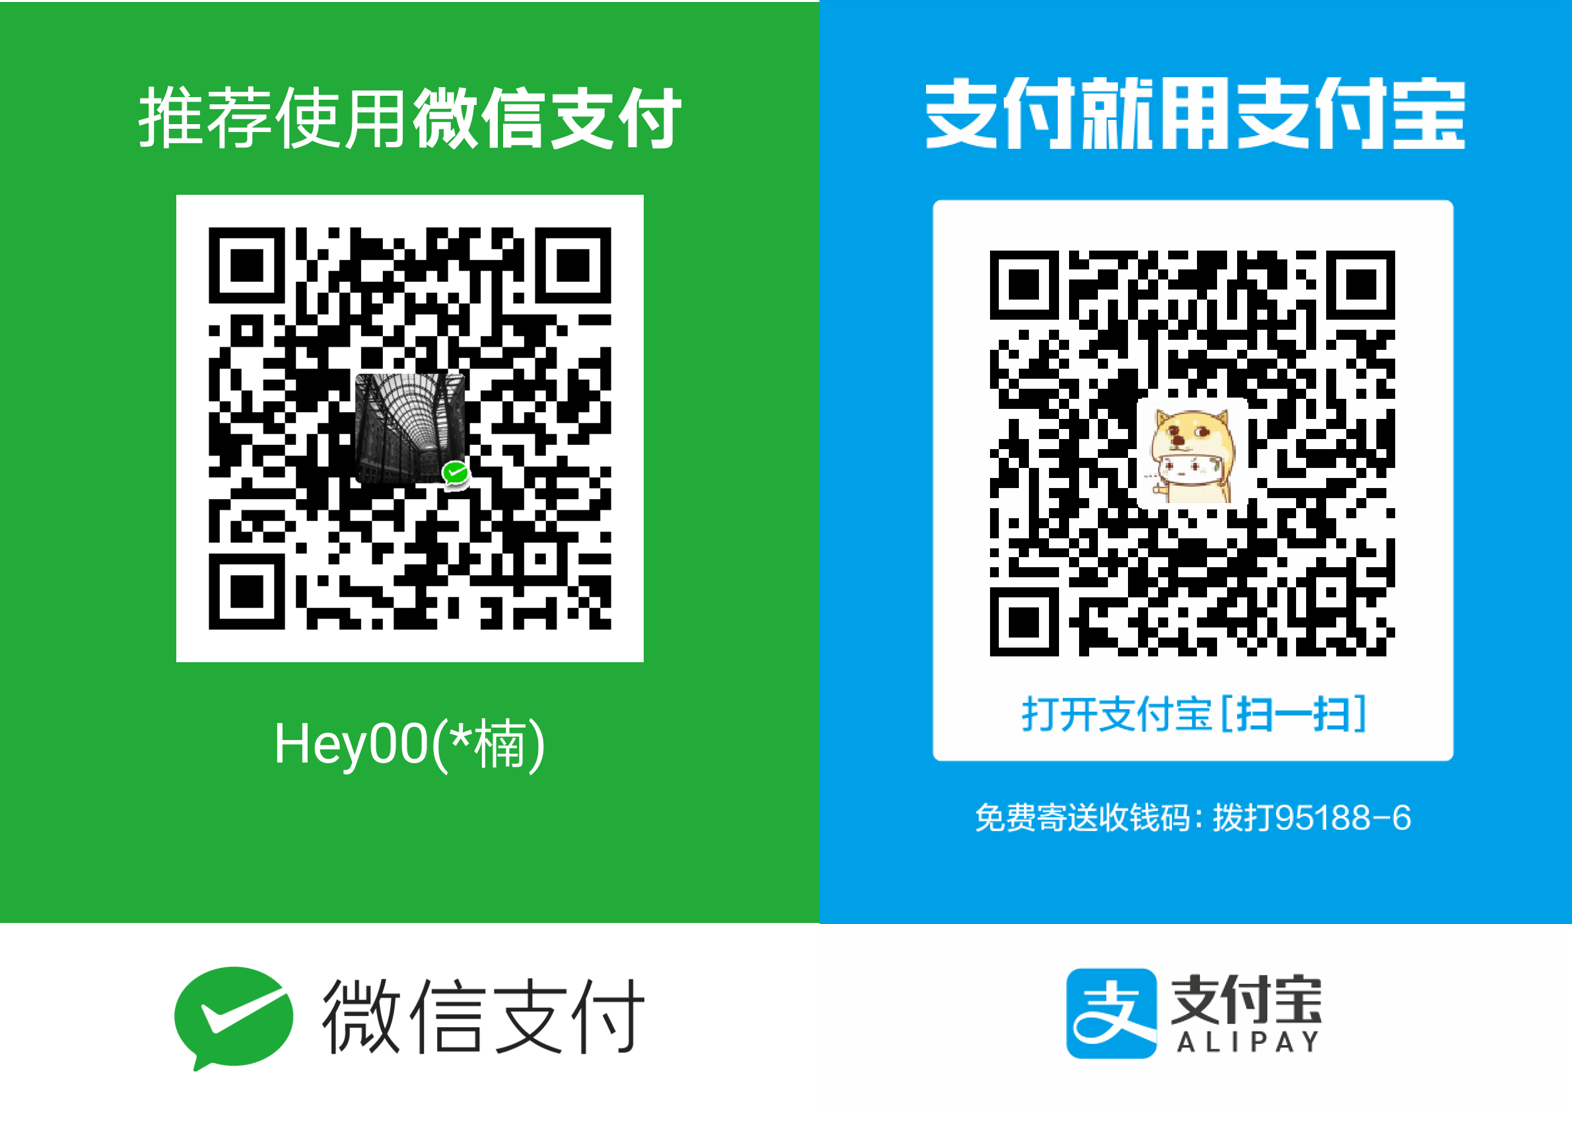 推荐使用微信支付
Hey00(*楠)
微信支付
支付就用支付宝
打开支付宝[扫一扫]
免费寄送收钱码：拨打95188-6
支
支付宝
ALIPAY